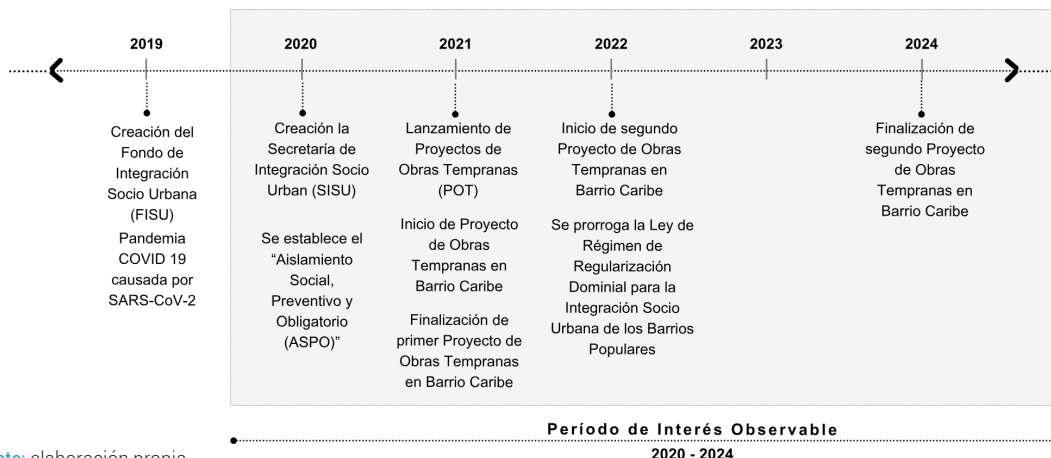 2019
2020
2021
2022
2023
2024
Creación del
Fondo de
Integración
Socio Urbana
(FISU)
Pandemia
COVID 19
causada por
SARS-CoV-2
Creación la
Secretaría de
Integración Socio
Urban (SISU)
Se establece el
“Aislamiento
Social,
Preventivo y
Obligatorio
(ASPO)”
Lanzamiento de
Proyectos de
Obras Tempranas
(POT)
Inicio de Proyecto
de Obras
Tempranas en
Barrio Caribe
Finalización de
primer Proyecto de
Obras Tempranas
en Barrio Caribe
Inicio de segundo
Proyecto de Obras
Tempranas en
Barrio Caribe
Se prorroga la Ley de
Régimen de
Regularización
Dominial para la
Integración Socio
Urbana de los Barrios
Populares
Finalización de
segundo Proyecto
de Obras
Tempranas en
Barrio Caribe
Período de Interés Observable
2020 - 2024
elaboración propia